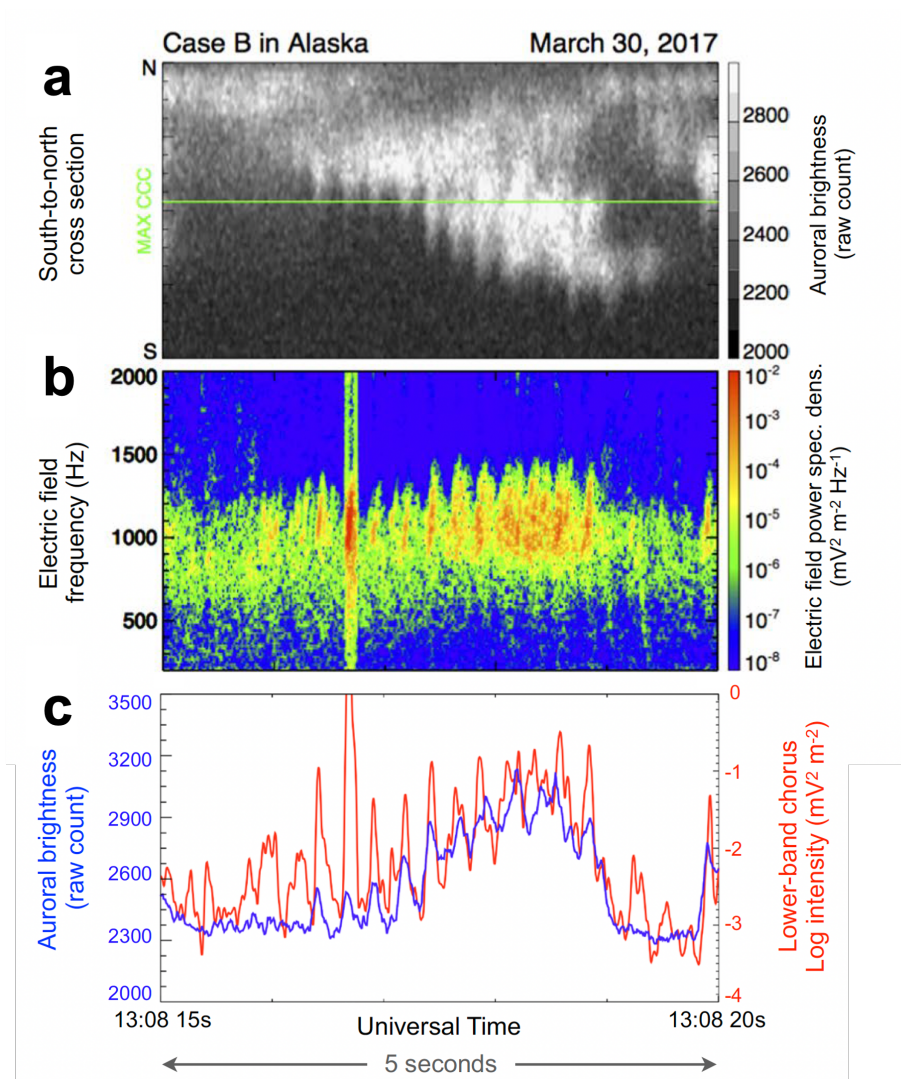 Case B in Alaska March 30, 2017
a
N
S
South-to-north
cross section
MAX CCC
2800
2600
2400
2200
2000
Auroral brightness
(raw count)
b
2000
1500
1000
500
Electric field
frequency (Hz)
10-2
10-3
10-4
10-5
10-6
10-7
10-8
Electric field power spec. dens.
(mV² m-² Hz-¹)
c
3500
3200
2900
2600
2300
2000
Auroral brightness
(raw count)
0
-1
-2
-3
-4
Lower-band chorus
Log intensity (mV² m-²)
13:08 15s Universal Time 13:08 20s
5 seconds